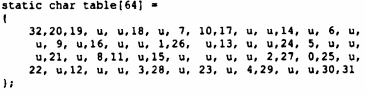 static char table[64] =
{
32,20,19, u, u,18, u, 7, 10,17, u, u,14, u, 6, u,
u, 9, u,16, u, u, 1,26, u,13, u, u,24, 5, u, u,
u,21, u, 8,11, u,15, u, u, u, u, 2,27, 0,25, u,
22, u,12, u, u, 3,28, u, 23, u, 4,29, u, u,30,31
};